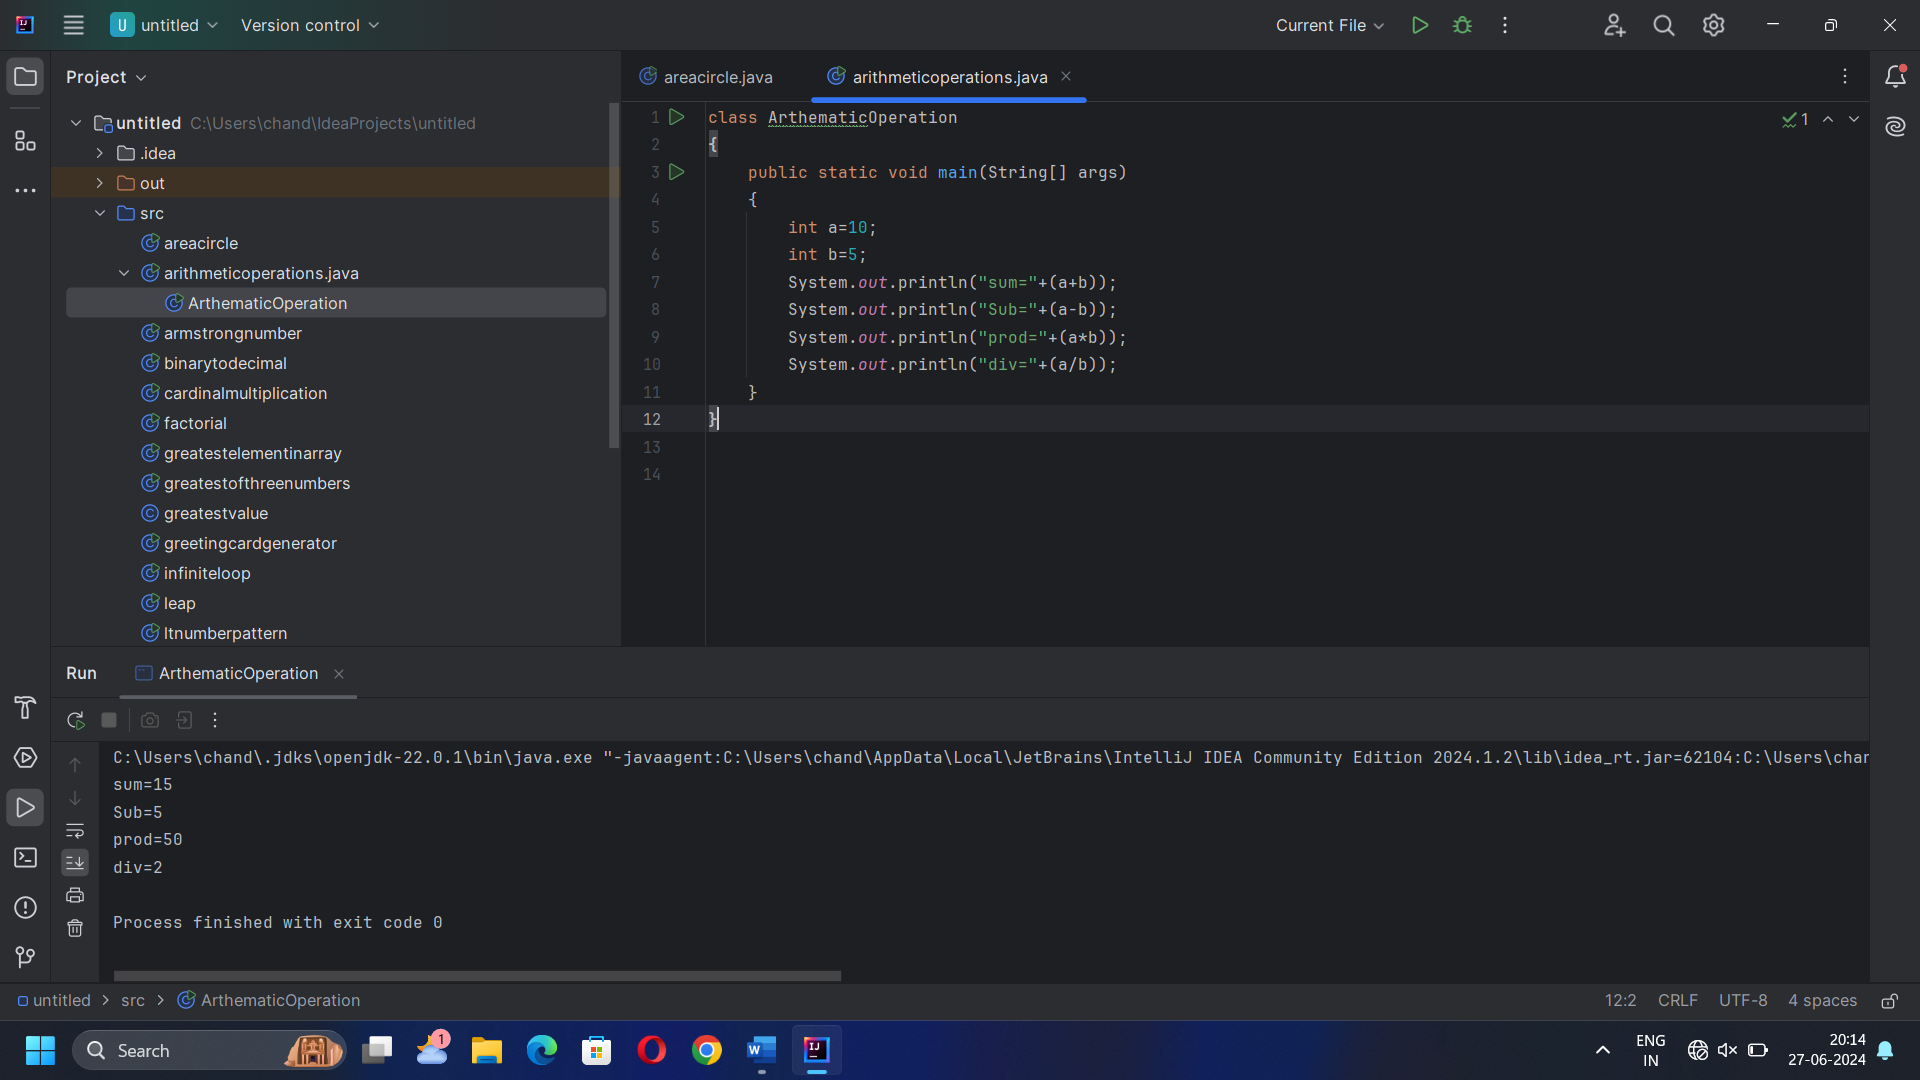 untitled Version control Current File
U
Project
areacircle.java arithmeticoperations.java
untitled C:\Users\chand\IdeaProjects\untitled
.idea
out
src
areacircle
arithmeticoperations.java
ArthematicOperation
armstrongnumber
binarytodecimal
cardinalmultiplication
factorial
greatestelementinarray
greatestofthreenumbers
greatestvalue
greetingcardgenerator
infiniteloop
leap
ltnumberpattern
1 class ArthematicOperation
1
2 {
3 public static void main(String[] args)
4 {
5 int a=10;
6 int b=5;
7 System.out.println("sum="+(a+b));
8 System.out.println("Sub="+(a-b));
9 System.out.println("prod="+(a*b));
10 System.out.println("div="+(a/b));
11 }
12 }
13
14
Run ArthematicOperation
C:\Users\chand\.jdks\openjdk-22.0.1\bin\java.exe "-javaagent:C:\Users\chand\AppData\Local\JetBrains\IntelliJ IDEA Community Edition 2024.1.2\lib\idea_rt.jar=62104:C:\Users\char
sum=15
Sub=5
prod=50
div=2
Process finished with exit code 0
untitled > src > ArthematicOperation 12:2 CRLF UTF-8 4 spaces
Search
1
ENG
IN
20:14
27-06-2024